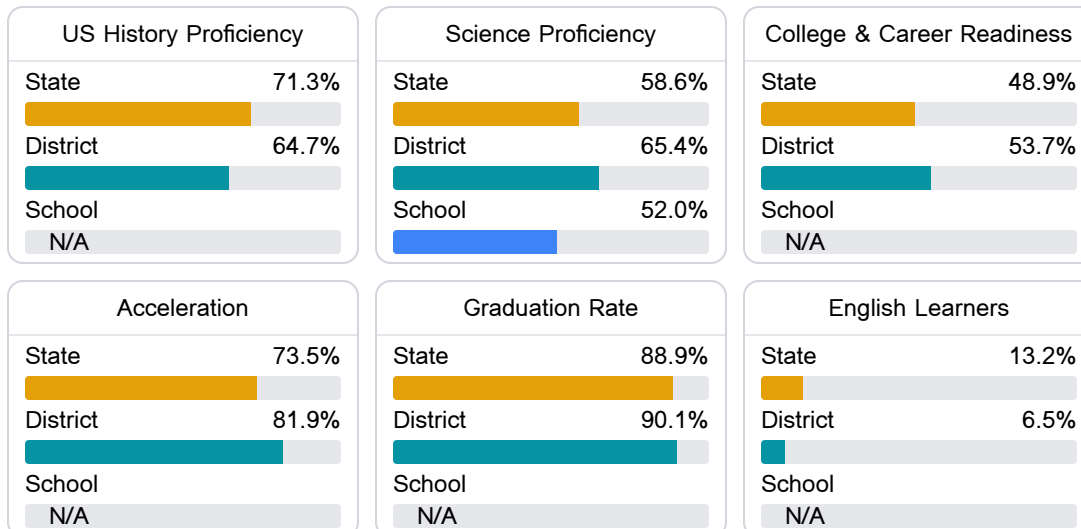 US History Proficiency
State 71.3%
District 64.7%
School
N/A
Science Proficiency
State 58.6%
District 65.4%
School 52.0%
College & Career Readiness
State 48.9%
District 53.7%
School
N/A
Acceleration
State 73.5%
District 81.9%
School
N/A
Graduation Rate
State 88.9%
District 90.1%
School
N/A
English Learners
State 13.2%
District 6.5%
School
N/A